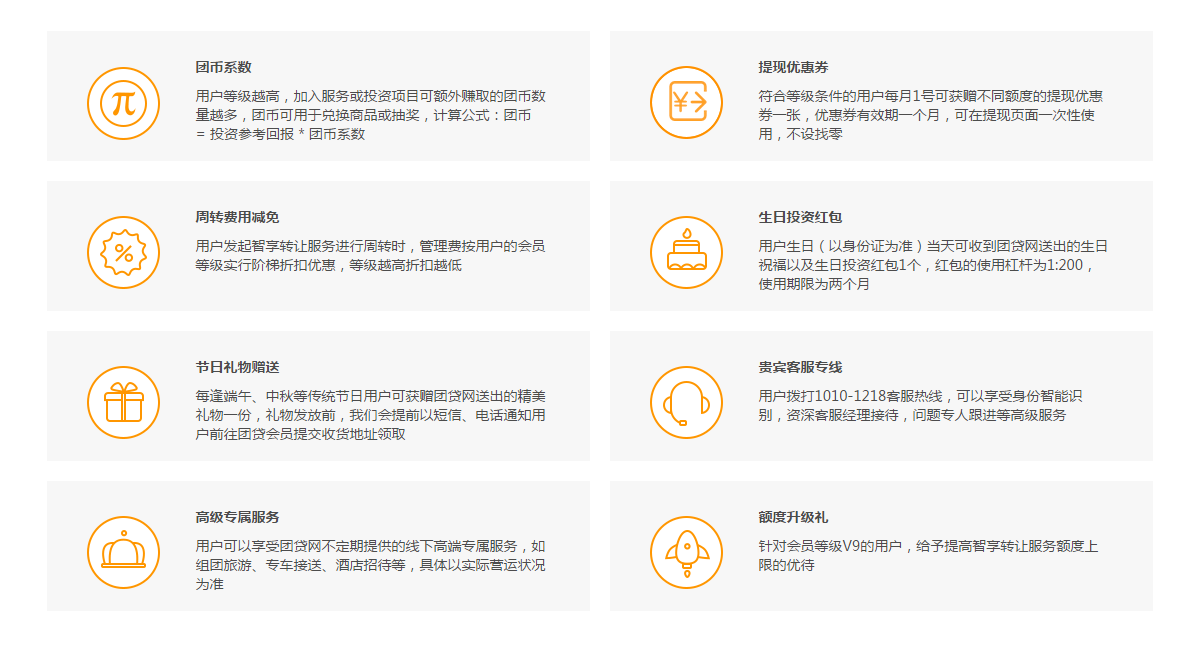 团币系数
用户等级越高，加入服务或投资项目可额外赚取的团币数
量越多，团币可用于兑换商品或抽奖，计算公式：团币
= 投资参考回报 * 团币系数
提现优惠券
符合等级条件的用户每月1号可获赠不同额度的提现优惠
券一张，优惠券有效期一个月，可在提现页面一次性使
用，不设找零
周转费用减免
用户发起智享转让服务进行周转时，管理费按用户的会员
等级实行阶梯折扣优惠，等级越高折扣越低
生日投资红包
用户生日（以身份证为准）当天可收到团贷网送出的生日
祝福以及生日投资红包1个，红包的使用杠杆为1:200，
使用期限为两个月
节日礼物赠送
每逢端午、中秋等传统节日用户可获赠团贷网送出的精美
礼物一份，礼物发放前，我们会提前以短信、电话通知用
户前往团贷会员提交收货地址领取
贵宾客服专线
用户拨打1010-1218客服热线，可以享受身份智能识
别，资深客服经理接待，问题专人跟进等高级服务
高级专属服务
用户可以享受团贷网不定期提供的线下高端专属服务，如
组团旅游、专车接送、酒店招待等，具体以实际营运状况
为准
额度升级礼
针对会员等级V9的用户，给予提高智享转让服务额度上
限的优待